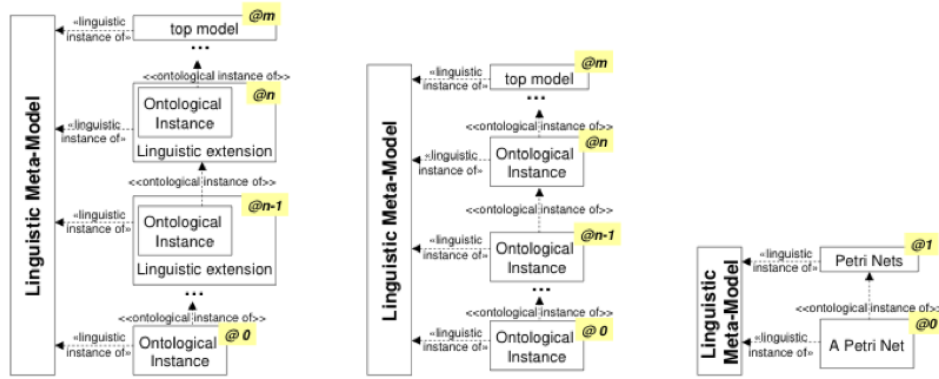 @m
«linguistic
instance of»
top model
...
<<ontological instance of>>
@n
Ontological
Instance
«linguistic
instance of»
Linguistic extension
<<ontological instance of>>
@n-1
«linguistic
instance of»
Ontological
Instance
Linguistic extension
...
<<ontological instance of>>
@ 0
«linguistic
instance of»
Ontological
Instance
Linguistic Meta-Model
@m
«linguistic
instance of»
top model
...
<<ontological instance of>>
@n
«linguistic
instance of»
Ontological
Instance
<<ontological instance of>>
@n-1
«linguistic
instance of»
Ontological
Instance
...
<<ontological instance of>>
@ 0
«linguistic
instance of»
Ontological
Instance
Linguistic Meta-Model
@1
«linguistic
instance of»
Petri Nets
<<ontological instance of>>
@0
«linguistic
instance of»
A Petri Net
Linguistic
Meta-Model